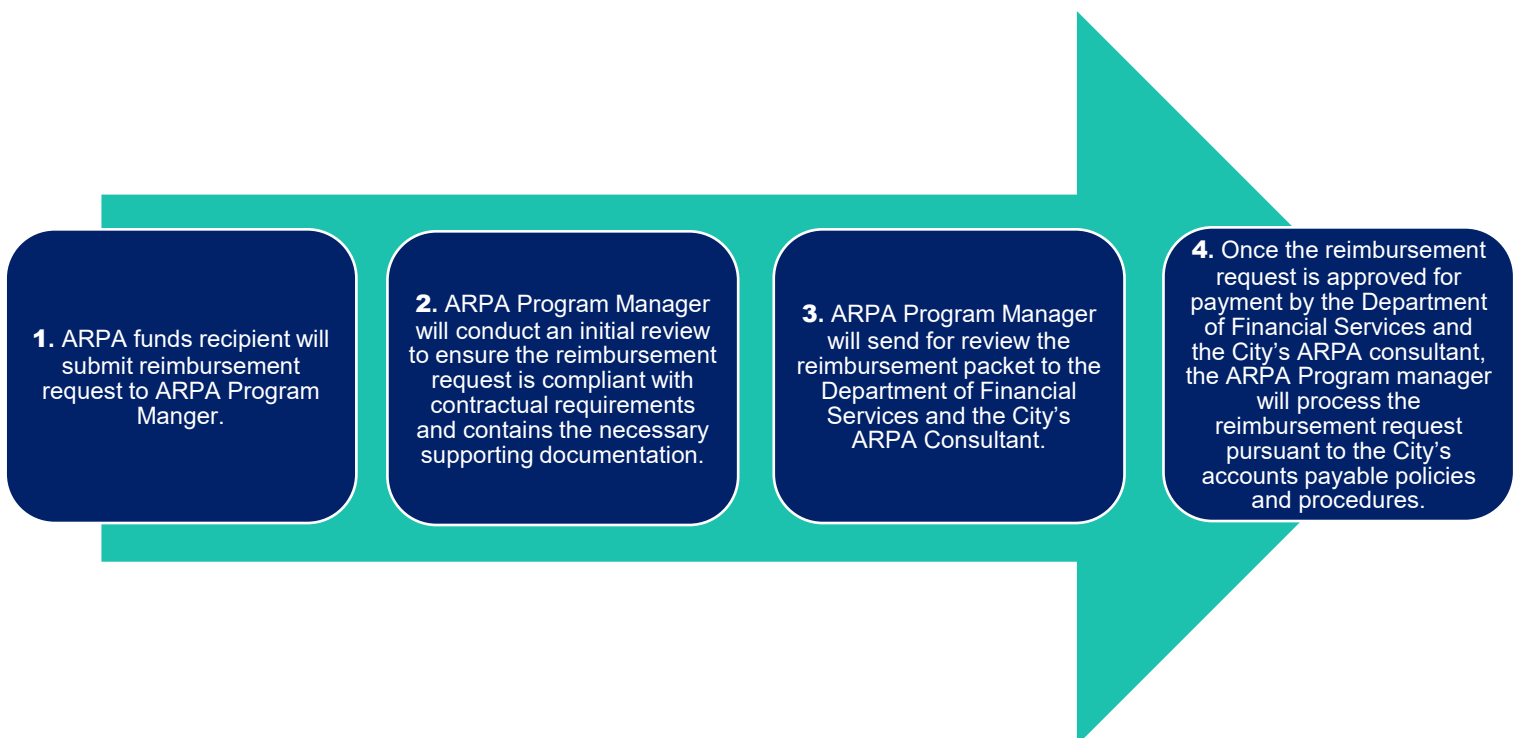 1. ARPA funds recipient will
submit reimbursement
request to ARPA Program
Manger.
2. ARPA Program Manager
will conduct an initial review
to ensure the reimbursement
request is compliant with
contractual requirements
and contains the necessary
supporting documentation.
3. ARPA Program Manager
will send for review the
reimbursement packet to the
Department of Financial
Services and the City’s
ARPA Consultant.
4. Once the reimbursement
request is approved for
payment by the Department
of Financial Services and
the City’s ARPA consultant,
the ARPA Program manager
will process the
reimbursement request
pursuant to the City’s
accounts payable policies
and procedures.